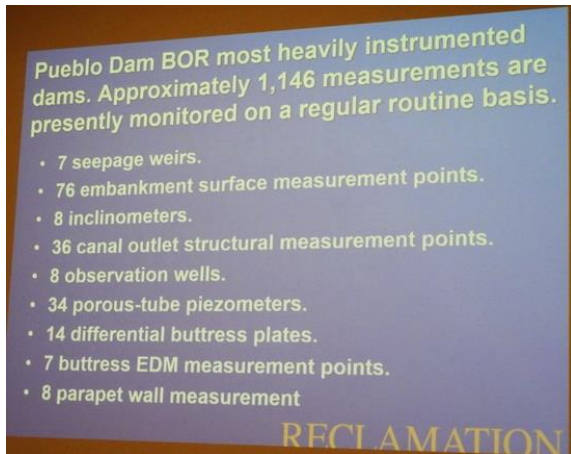 Pueblo Dam BOR most heavily instrumented
dams. Approximately 1,146 measurements are
presently monitored on a regular routine basis.
• 7 seepage weirs.
• 76 embankment surface measurement points.
• 8 inclinometers.
• 36 canal outlet structural measurement points.
• 8 observation wells.
• 34 porous-tube piezometers.
• 14 differential buttress plates.
• 7 buttress EDM measurement points.
• 8 parapet wall measurement
RECLAMATION